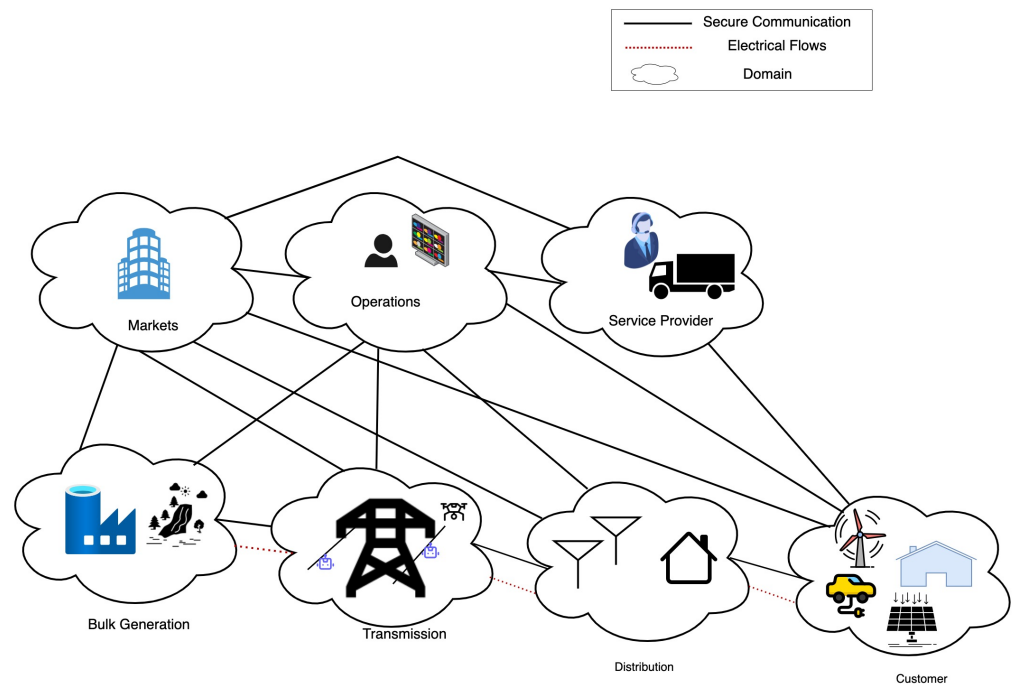 Secure Communication
Electrical Flows
Domain
Markets
Operations
Service Provider
Bulk Generation
Transmission
Distribution
Customer